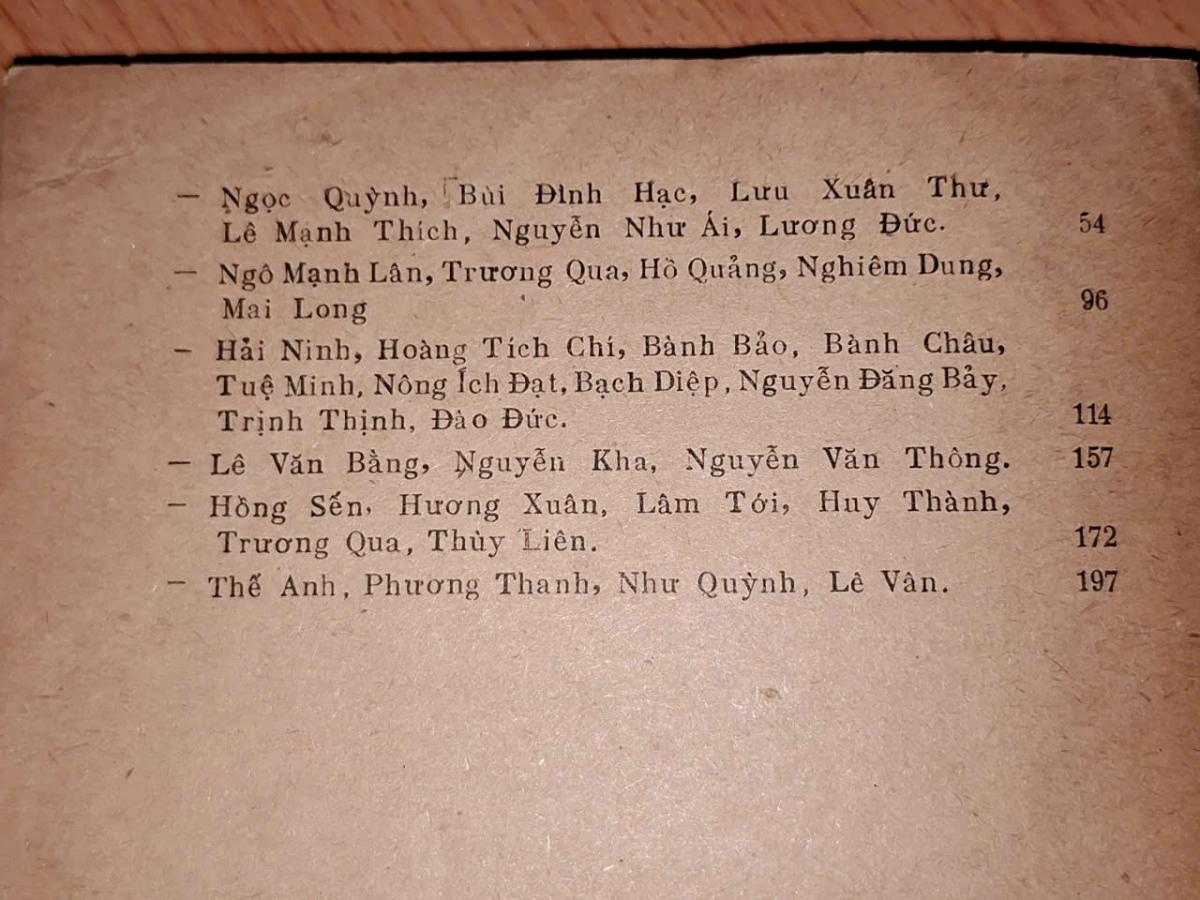 — Ngọc Quỳnh, Bùi Đình Hạc, Lưu Xuân Thư,
Lê Mạnh Thích, Nguyễn Như Ái, Lương Đức. 54
— Ngô Mạnh Lân, Trương Qua, Hồ Quảng, Nghiêm Dung,
Mai Long 96
— Hải Ninh, Hoàng Tích Chí, Bành Bảo, Bành Châu,
Tuệ Minh, Nông Ích Đạt, Bạch Diệp, Nguyễn Đăng Bảy,
Trịnh Thịnh, Đào Đức. 114
— Lê Văn Bằng, Nguyễn Kha, Nguyễn Văn Thông. 157
— Hồng Sến, Hương Xuân, Lâm Tới, Huy Thành,
Trương Qua, Thùy Liên. 172
— Thế Anh, Phương Thanh, Như Quỳnh, Lê Vân. 197